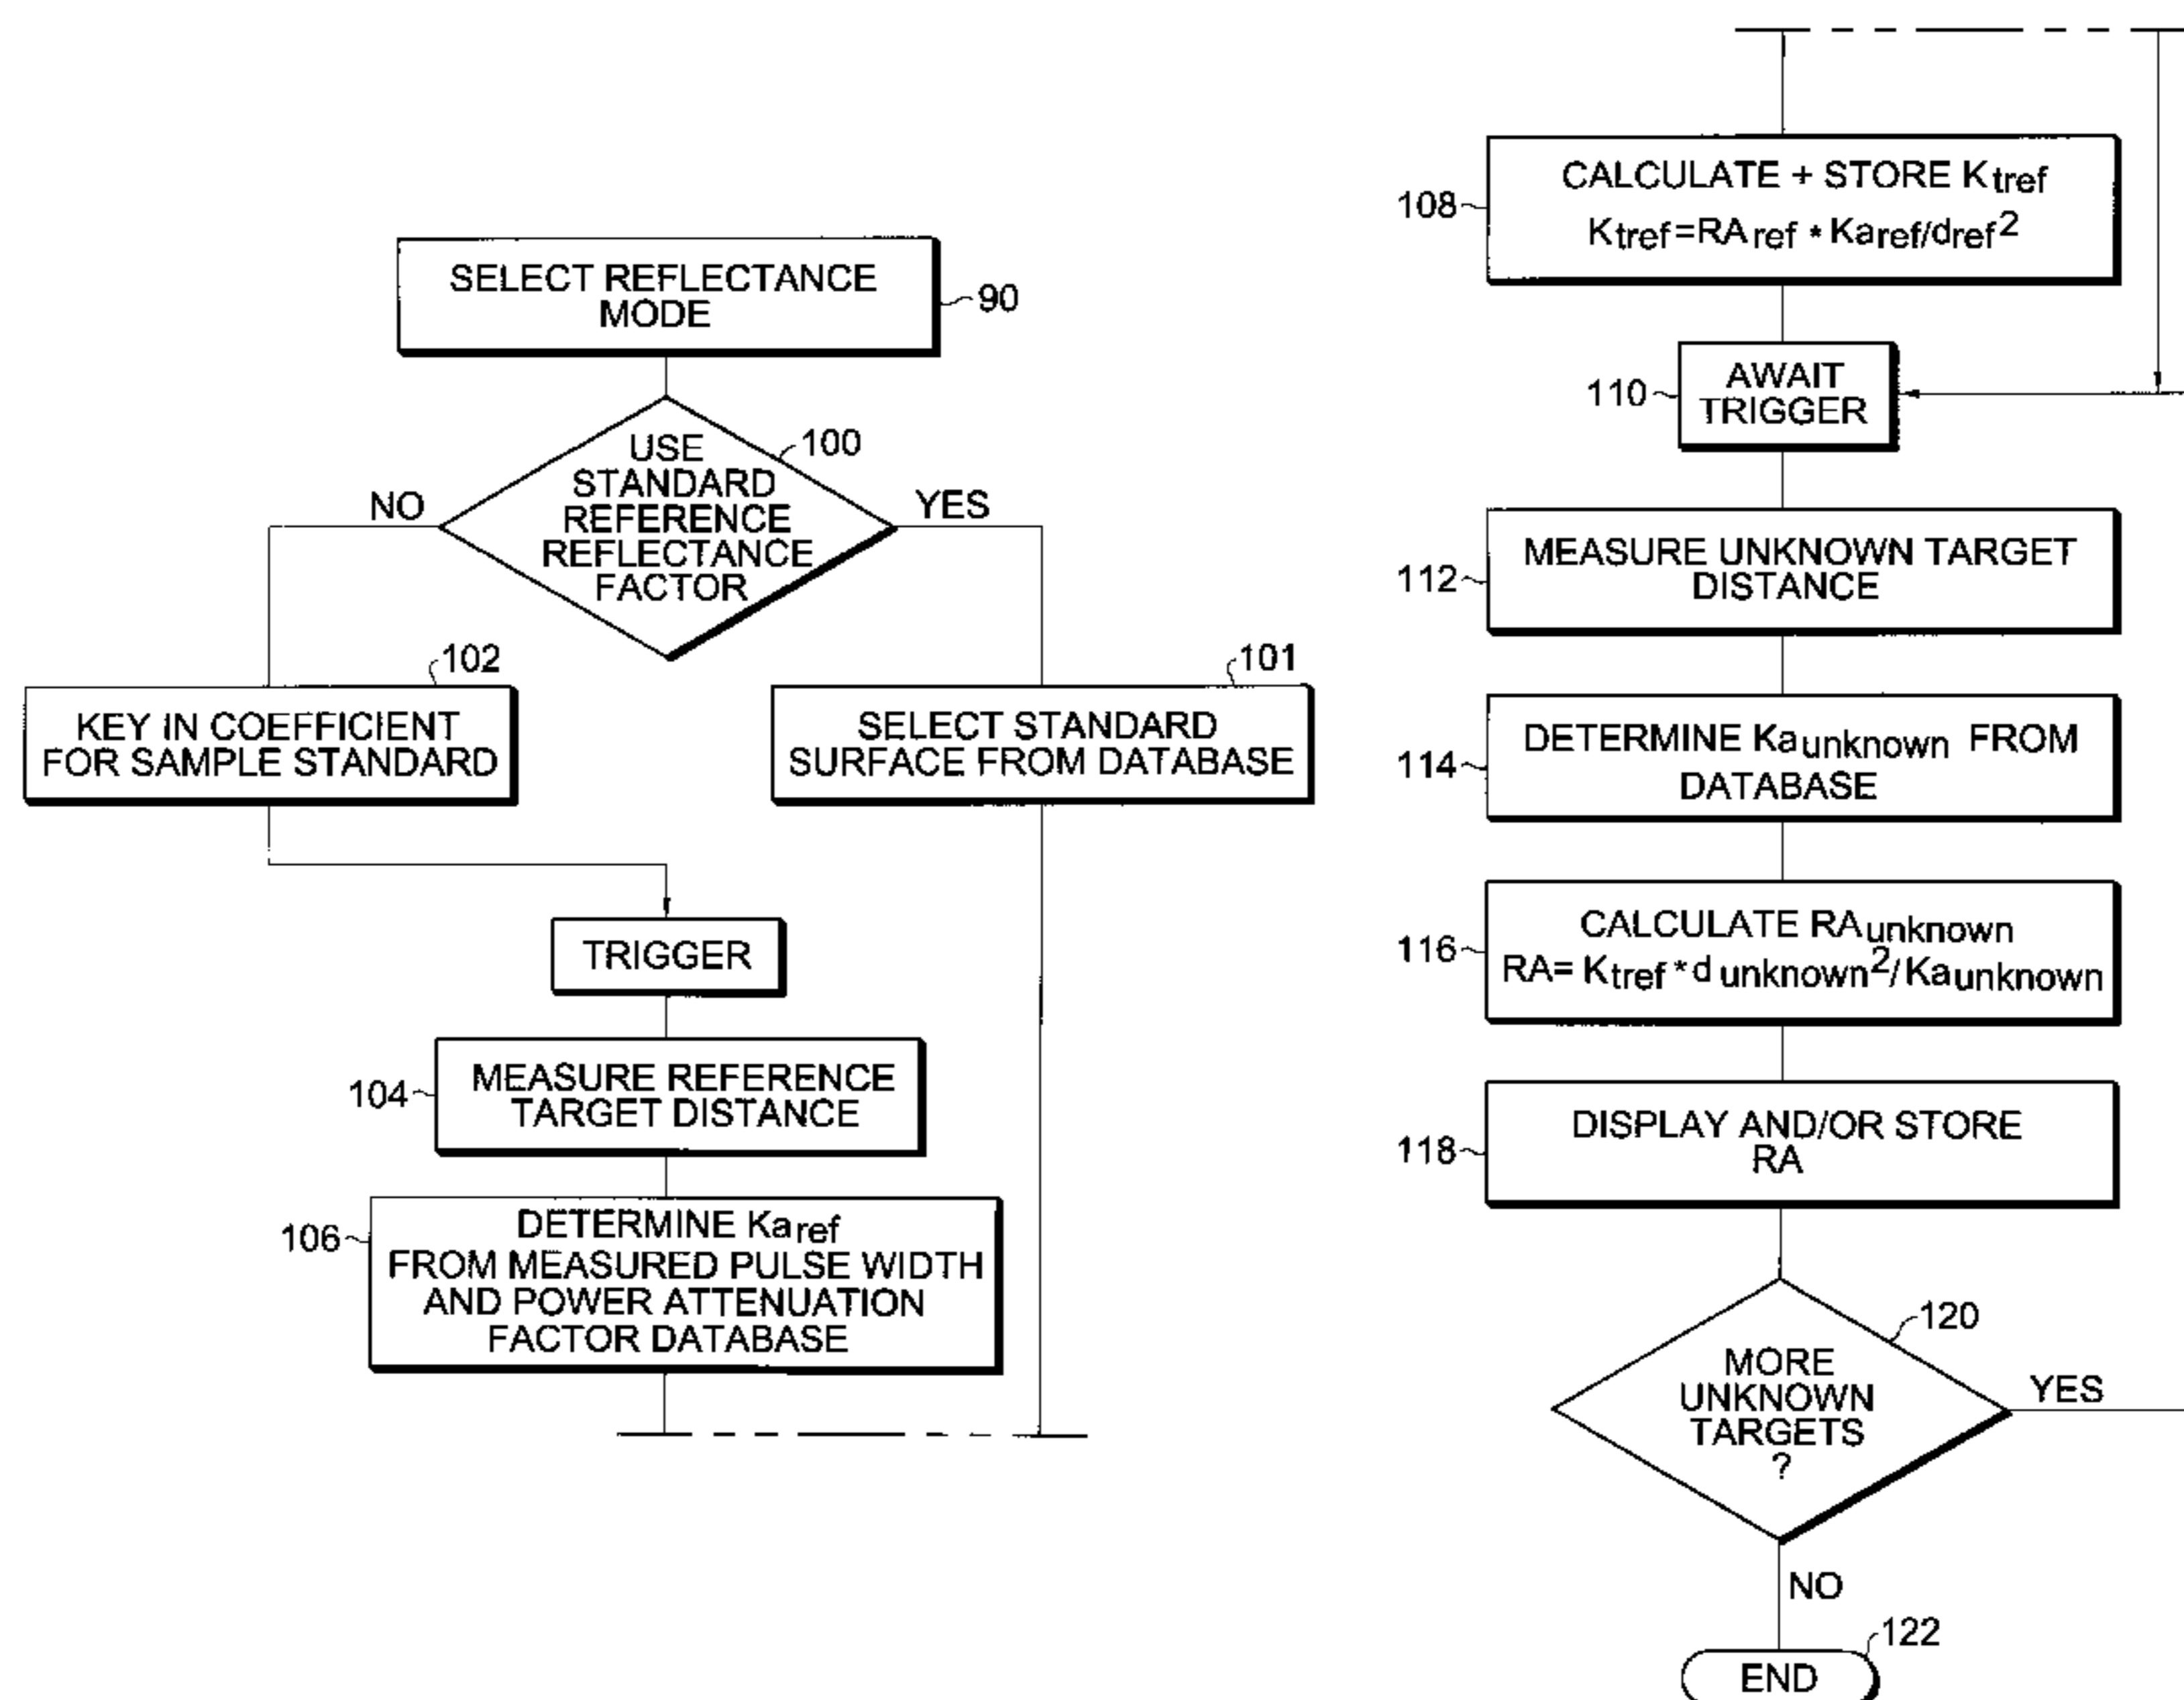 SELECT REFLECTANCE
MODE
90
USE
STANDARD
REFERENCE
REFLECTANCE
FACTOR
100
NO
YES
102
KEY IN COEFFICIENT
FOR SAMPLE STANDARD
101
SELECT STANDARD
SURFACE FROM DATABASE
TRIGGER
104
MEASURE REFERENCE
TARGET DISTANCE
106
DETERMINE Karef
FROM MEASURED PULSE WIDTH
AND POWER ATTENUATION
FACTOR DATABASE
108
CALCULATE + STORE Ktref
Ktref=RAref * Karef/dref²
110
AWAIT
TRIGGER
112
MEASURE UNKNOWN TARGET
DISTANCE
114
DETERMINE Kaunknown FROM
DATABASE
116
CALCULATE RAunknown
RA= Ktref*d unknown²/Kaunknown
118
DISPLAY AND/OR STORE
RA
120
MORE
UNKNOWN
TARGETS
?
YES
NO
122
END